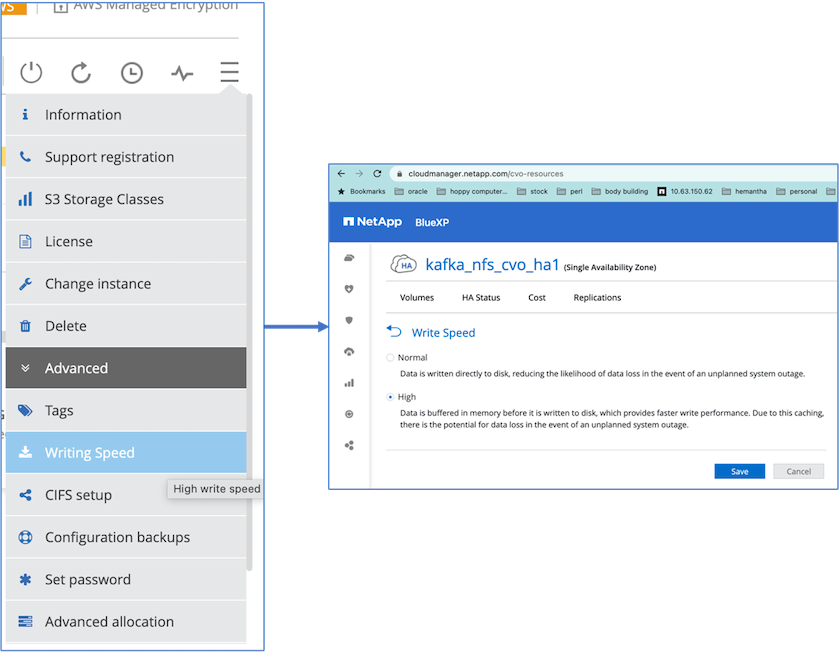 AWS Managed Encryption
Information
Support registration
S3 Storage Classes
License
Change instance
Delete
Advanced
Tags
Writing Speed
High write speed
CIFS setup
Configuration backups
Set password
Advanced allocation
cloudmanager.netapp.com/cvo-resources
Bookmarks oracle hoppy computer... stock perl body building 10.63.150.62 hemantha personal
NetApp BlueXP
HA kafka_nfs_cvo_ha1 (Single Availability Zone)
Volumes HA Status Cost Replications
Write Speed
Normal
Data is written directly to disk, reducing the likelihood of data loss in the event of an unplanned system outage.
High
Data is buffered in memory before it is written to disk, which provides faster write performance. Due to this caching,
there is the potential for data loss in the event of an unplanned system outage.
Save Cancel